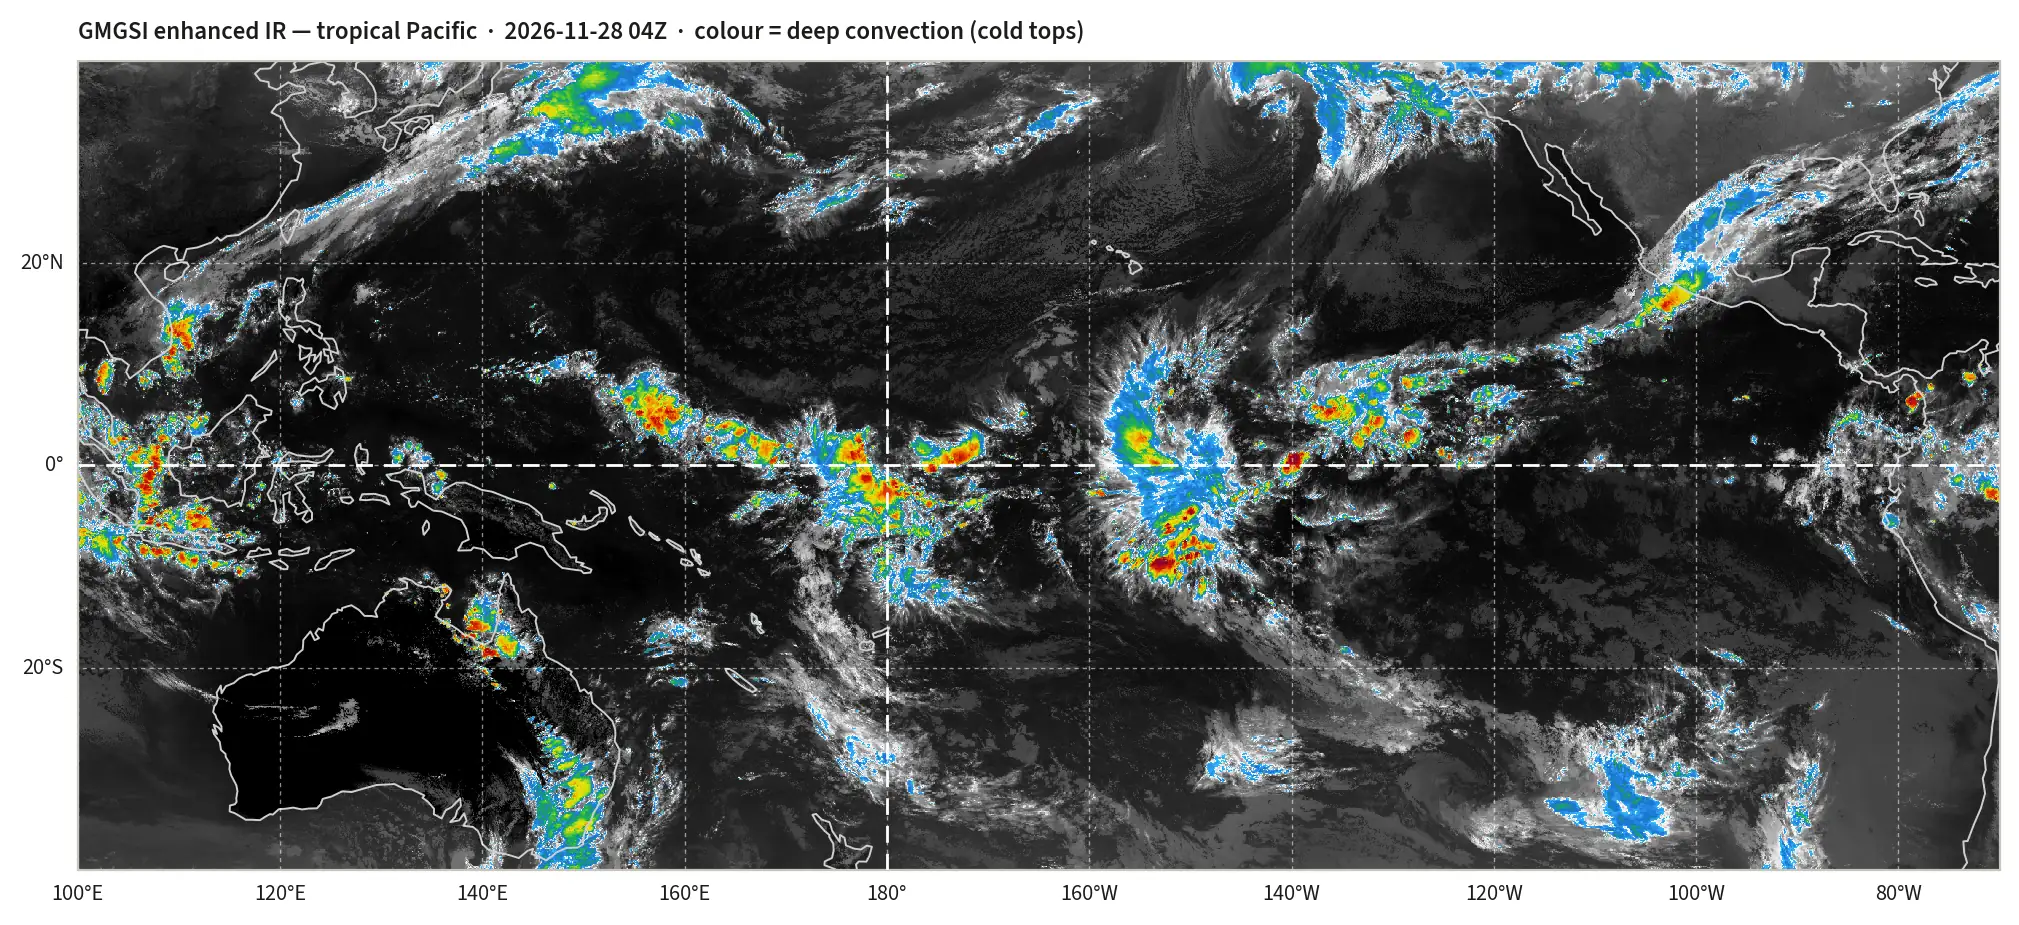 GMGSI enhanced IR — tropical Pacific · 2026-11-28 04Z · colour = deep convection (cold tops)
20°N
0°
20°S
100°E 120°E 140°E 160°E 180° 160°W 140°W 120°W 100°W 80°W